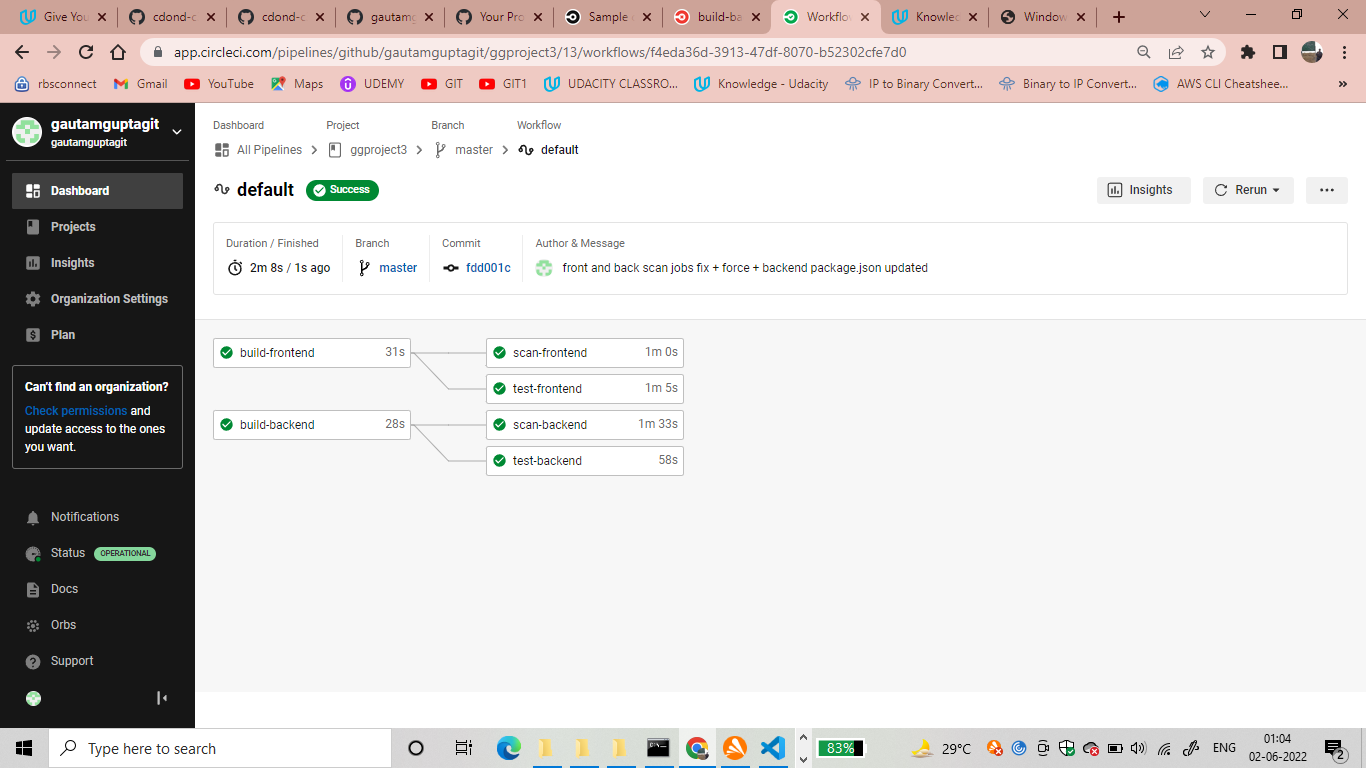 Give You
cdond-c
cdond-c
gautamg
Your Pro
Sample
build-ba
Workflow
Knowled
Window
app.circleci.com/pipelines/github/gautamguptagit/ggproject3/13/workflows/f4eda36d-3913-47df-8070-b52302cfe7d0
rbsconnect
Gmail
YouTube
Maps
UDEMY
GIT
GIT1
UDACITY CLASSRO...
Knowledge - Udacity
IP to Binary Convert...
Binary to IP Convert...
AWS CLI Cheatshee...
»
gautamguptagit
gautamguptagit
Dashboard
Projects
Insights
Organization Settings
Plan
Can't find an organization?
Check permissions and
update access to the ones
you want.
Notifications
Status OPERATIONAL
Docs
Orbs
Support
Dashboard Project Branch Workflow
All Pipelines > ggproject3 > master > default
default Success
Insights
Rerun
Duration / Finished
2m 8s / 1s ago
Branch
master
Commit
fdd001c
Author & Message
front and back scan jobs fix + force + backend package.json updated
build-frontend 31s
scan-frontend 1m 0s
test-frontend 1m 5s
build-backend 28s
scan-backend 1m 33s
test-backend 58s
Type here to search
83%
29°C
ENG
01:04
02-06-2022
2